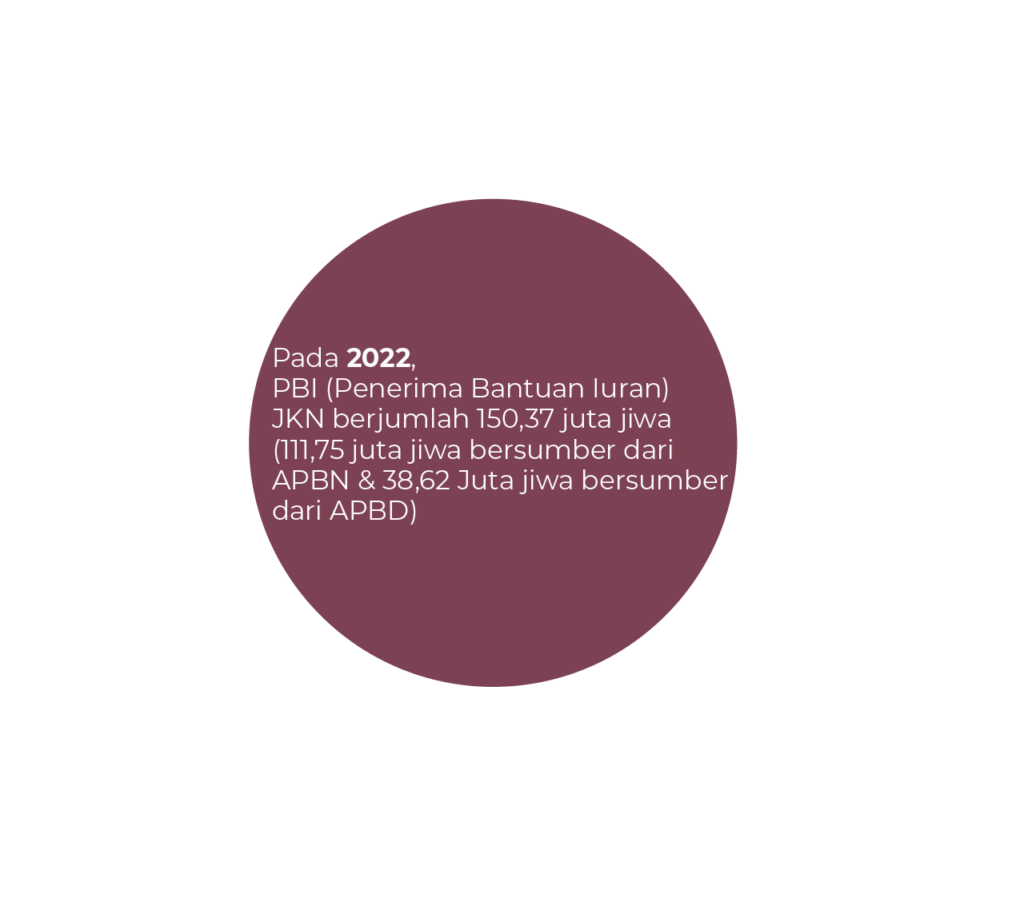 Pada 2022,
PBI (Penerima Bantuan Iuran)
JKN berjumlah 150,37 juta jiwa
(111,75 juta jiwa bersumber dari
APBN & 38,62 Juta jiwa bersumber
dari APBD)